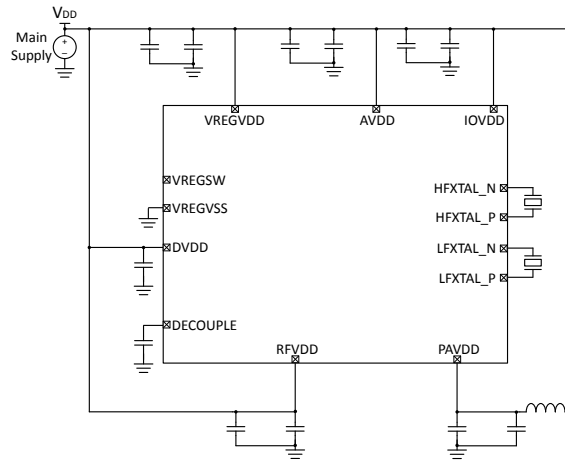 VDD
Main
Supply
+
-
VREGVDD
AVDD
IOVDD
VREGSW
HFXTAL_N
VREGVSS
HFXTAL_P
DVDD
LFXTAL_N
LFXTAL_P
DECOUPLE
RFVDD
PAVDD